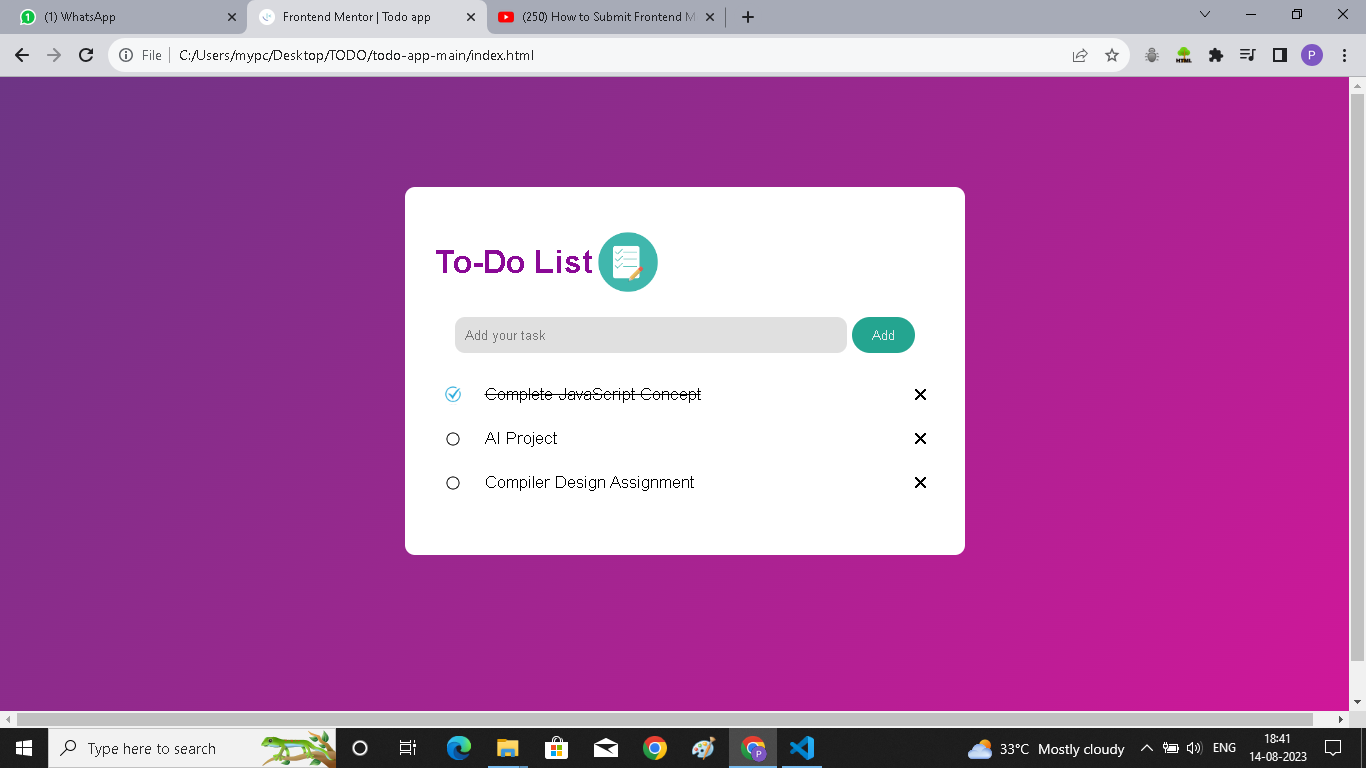 (1) WhatsApp
Frontend Mentor | Todo app
(250) How to Submit Frontend M
File
C:/Users/mypc/Desktop/TODO/todo-app-main/index.html
HTML
P
To-Do List
Add your task
Add
Complete JavaScript Concept
AI Project
Compiler Design Assignment
Type here to search
P
33°C Mostly cloudy
ENG
18:41
14-08-2023